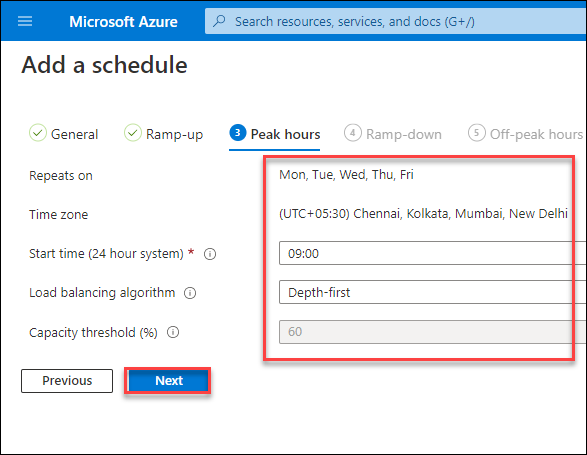 Microsoft Azure Search resources, services, and docs (G+/)
Add a schedule
General Ramp-up 3 Peak hours 4 Ramp-down 5 Off-peak hours
Repeats on Mon, Tue, Wed, Thu, Fri
Time zone (UTC+05:30) Chennai, Kolkata, Mumbai, New Delhi
Start time (24 hour system) * 09:00
Load balancing algorithm Depth-first
Capacity threshold (%) 60
Previous Next